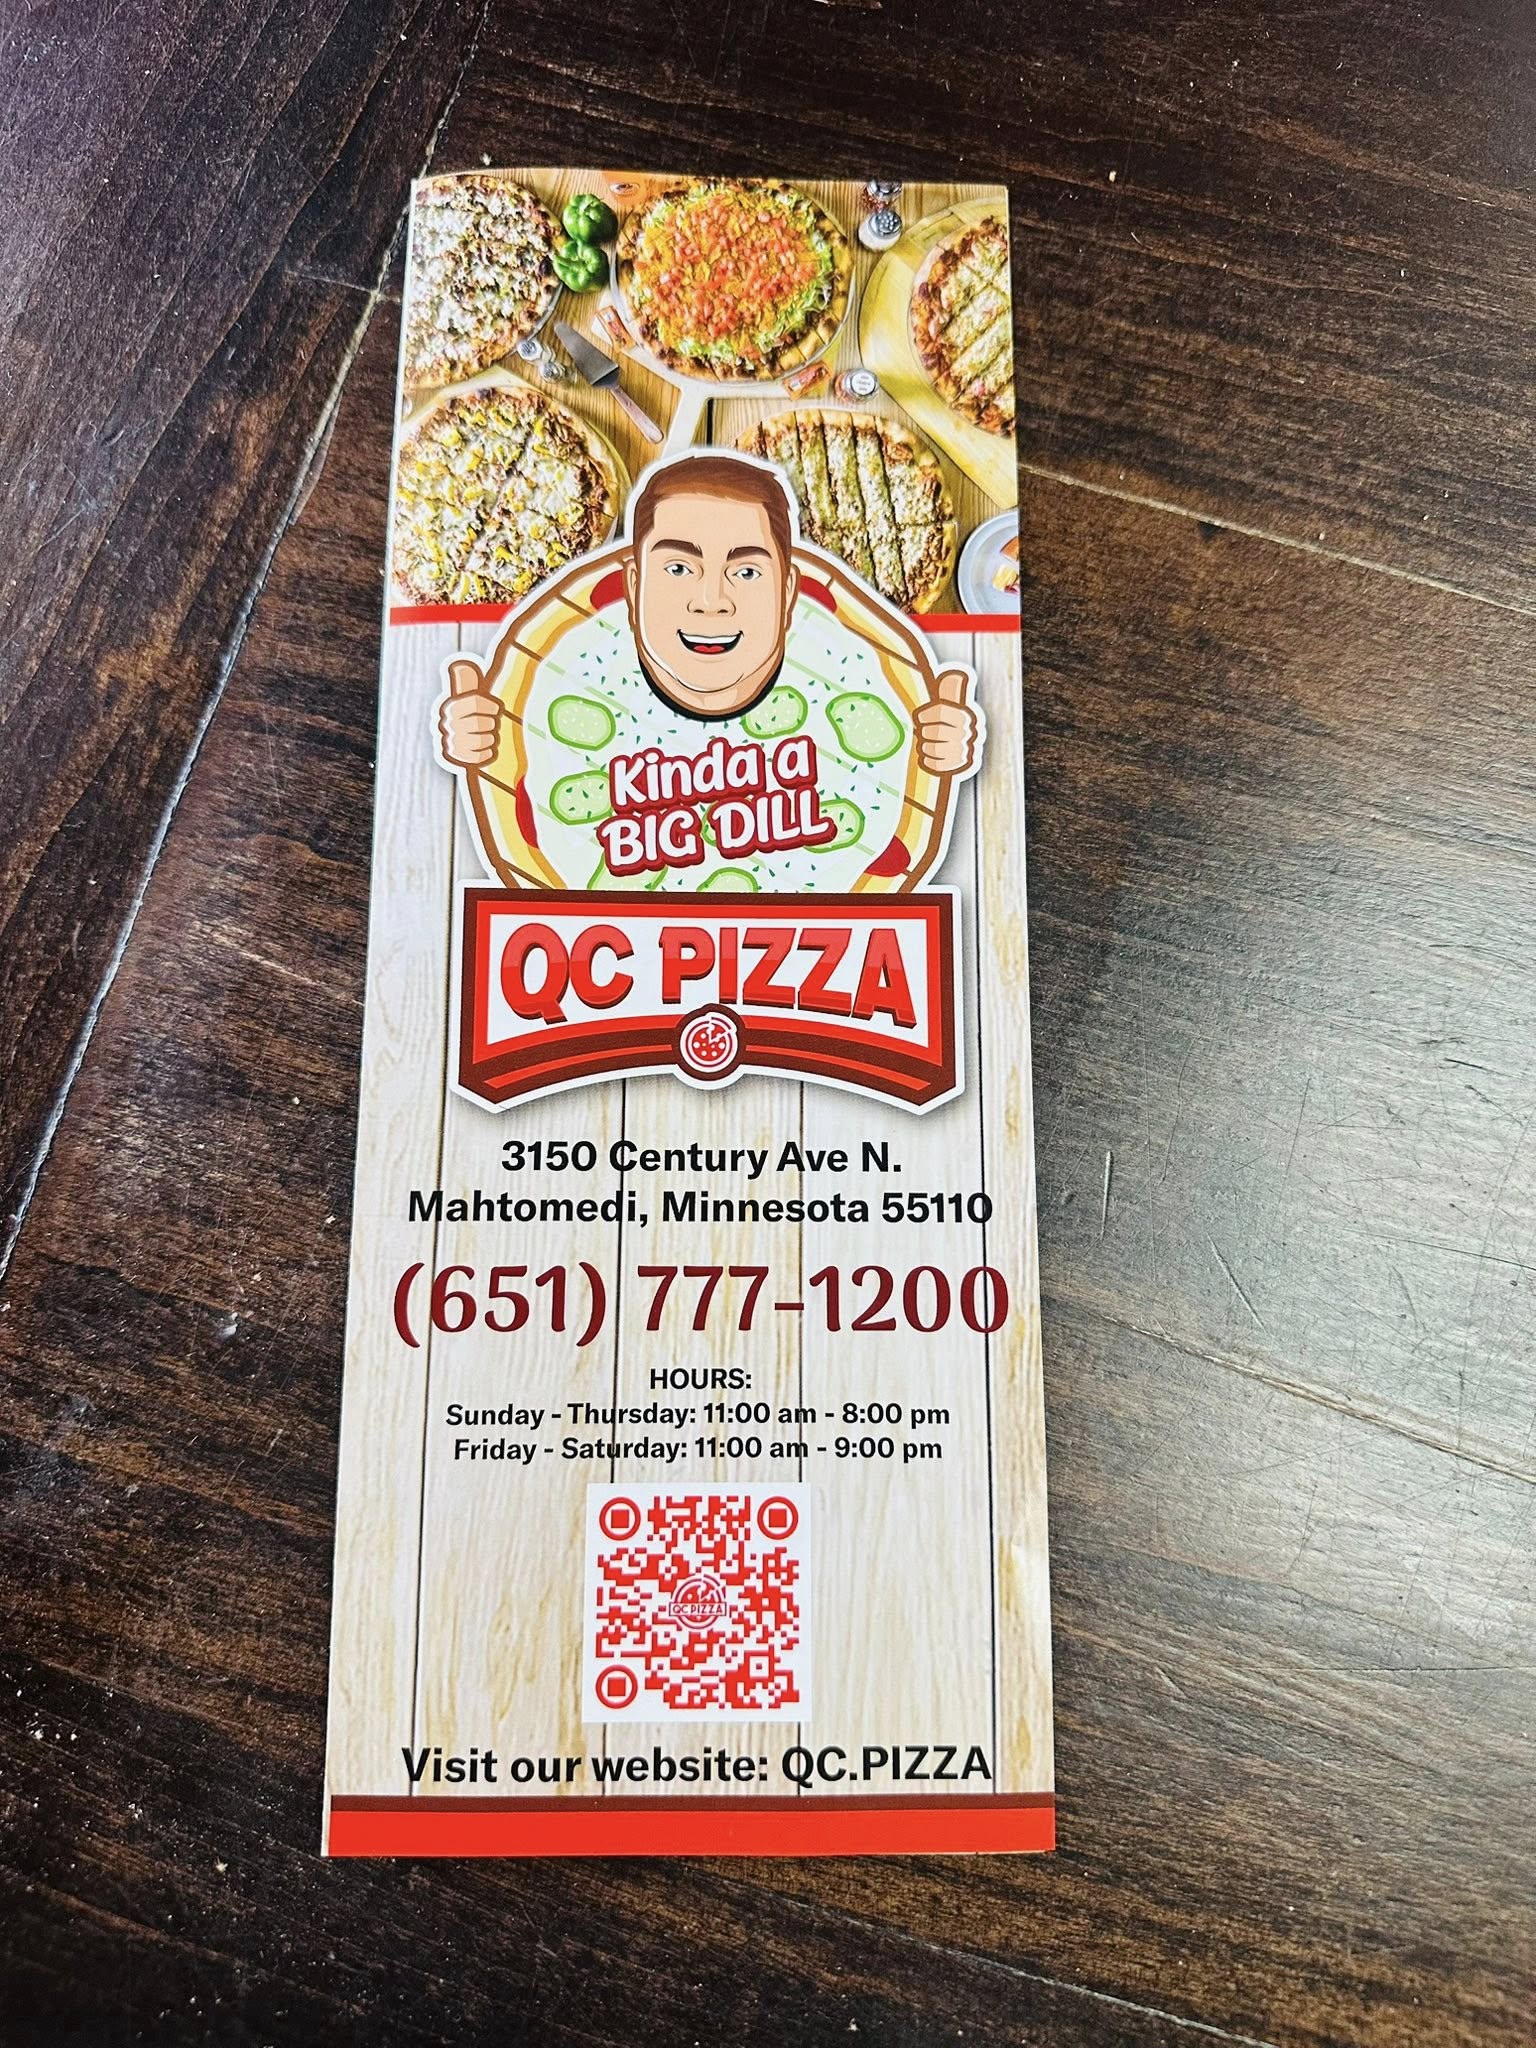 Kinda a
BIG DILL
QC PIZZA
3150 Century Ave N.
Mahtomedi, Minnesota 55110
(651) 777-1200
HOURS:
Sunday - Thursday: 11:00 am - 8:00 pm
Friday - Saturday: 11:00 am - 9:00 pm
QC PIZZA
Visit our website: QC.PIZZA